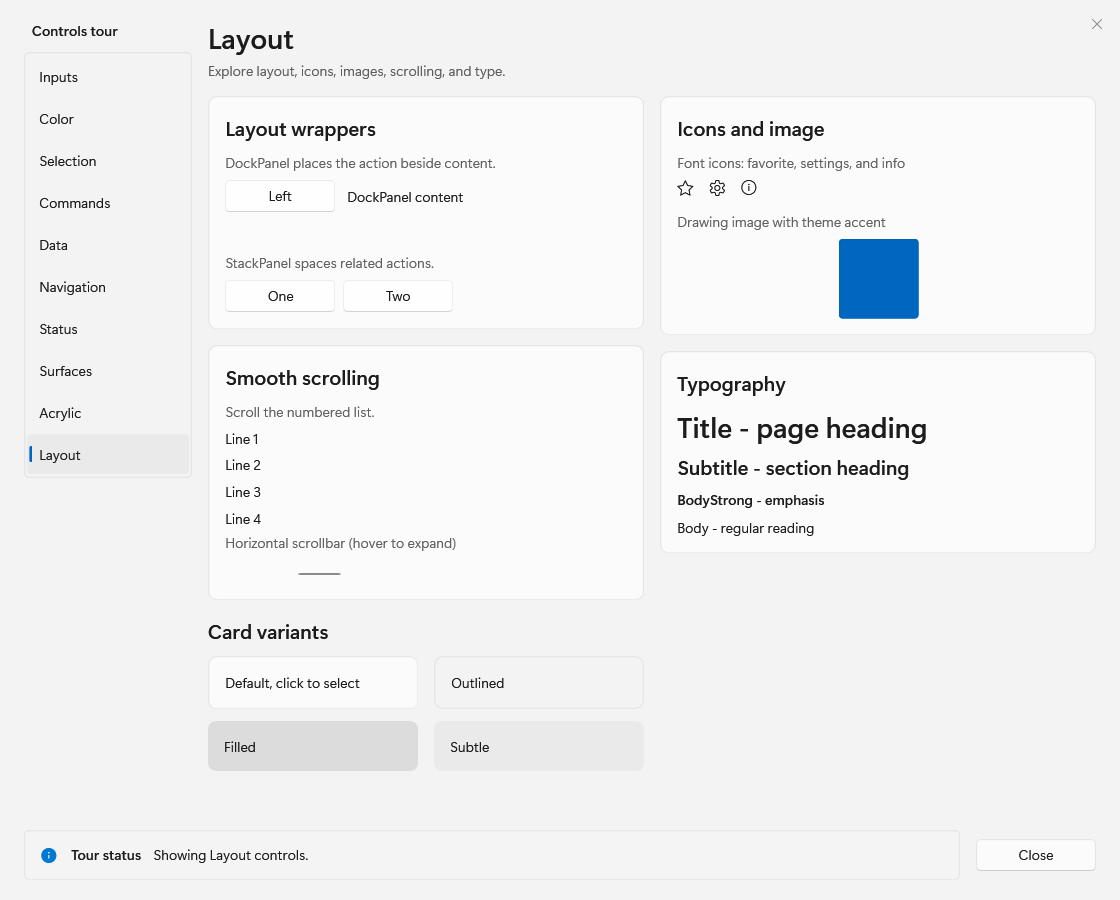 Controls tour
Inputs
Color
Selection
Commands
Data
Navigation
Status
Surfaces
Acrylic
Layout
Layout
Explore layout, icons, images, scrolling, and type.
Layout wrappers
DockPanel places the action beside content.
Left
DockPanel content
StackPanel spaces related actions.
One
Two
Smooth scrolling
Scroll the numbered list.
Line 1
Line 2
Line 3
Line 4
Horizontal scrollbar (hover to expand)
Card variants
Default, click to select
Outlined
Filled
Subtle
Icons and image
Font icons: favorite, settings, and info
Drawing image with theme accent
Typography
Title - page heading
Subtitle - section heading
BodyStrong - emphasis
Body - regular reading
Tour status
Showing Layout controls.
Close